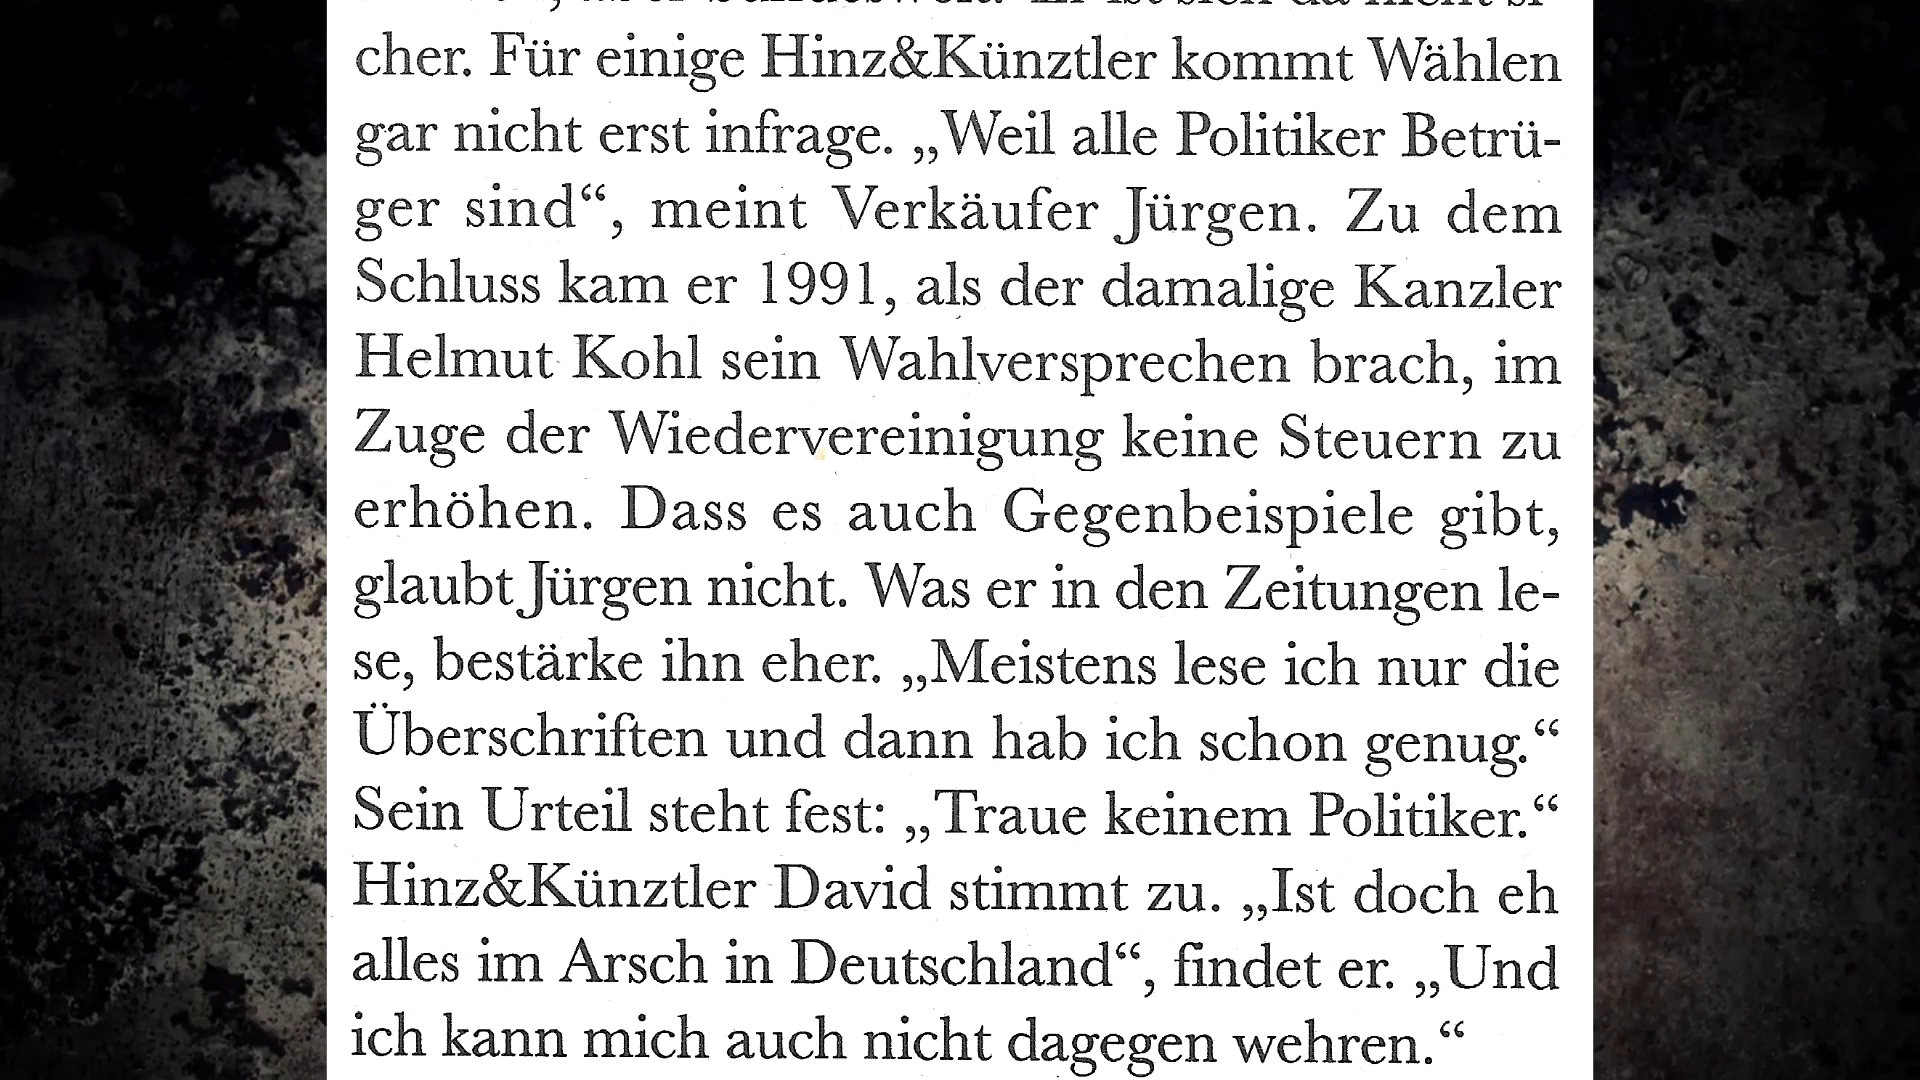 cher. Für einige Hinz&Künztler kommt Wählen
gar nicht erst infrage. „Weil alle Politiker Betrü-
ger sind“, meint Verkäufer Jürgen. Zu dem
Schluss kam er 1991, als der damalige Kanzler
Helmut Kohl sein Wahlversprechen brach, im
Zuge der Wiedervereinigung keine Steuern zu
erhöhen. Dass es auch Gegenbeispiele gibt,
glaubt Jürgen nicht. Was er in den Zeitungen le-
se, bestärke ihn eher. „Meistens lese ich nur die
Überschriften und dann hab ich schon genug.“
Sein Urteil steht fest: „Traue keinem Politiker.“
Hinz&Künztler David stimmt zu. „Ist doch eh
alles im Arsch in Deutschland“, findet er. „Und
ich kann mich auch nicht dagegen wehren.“